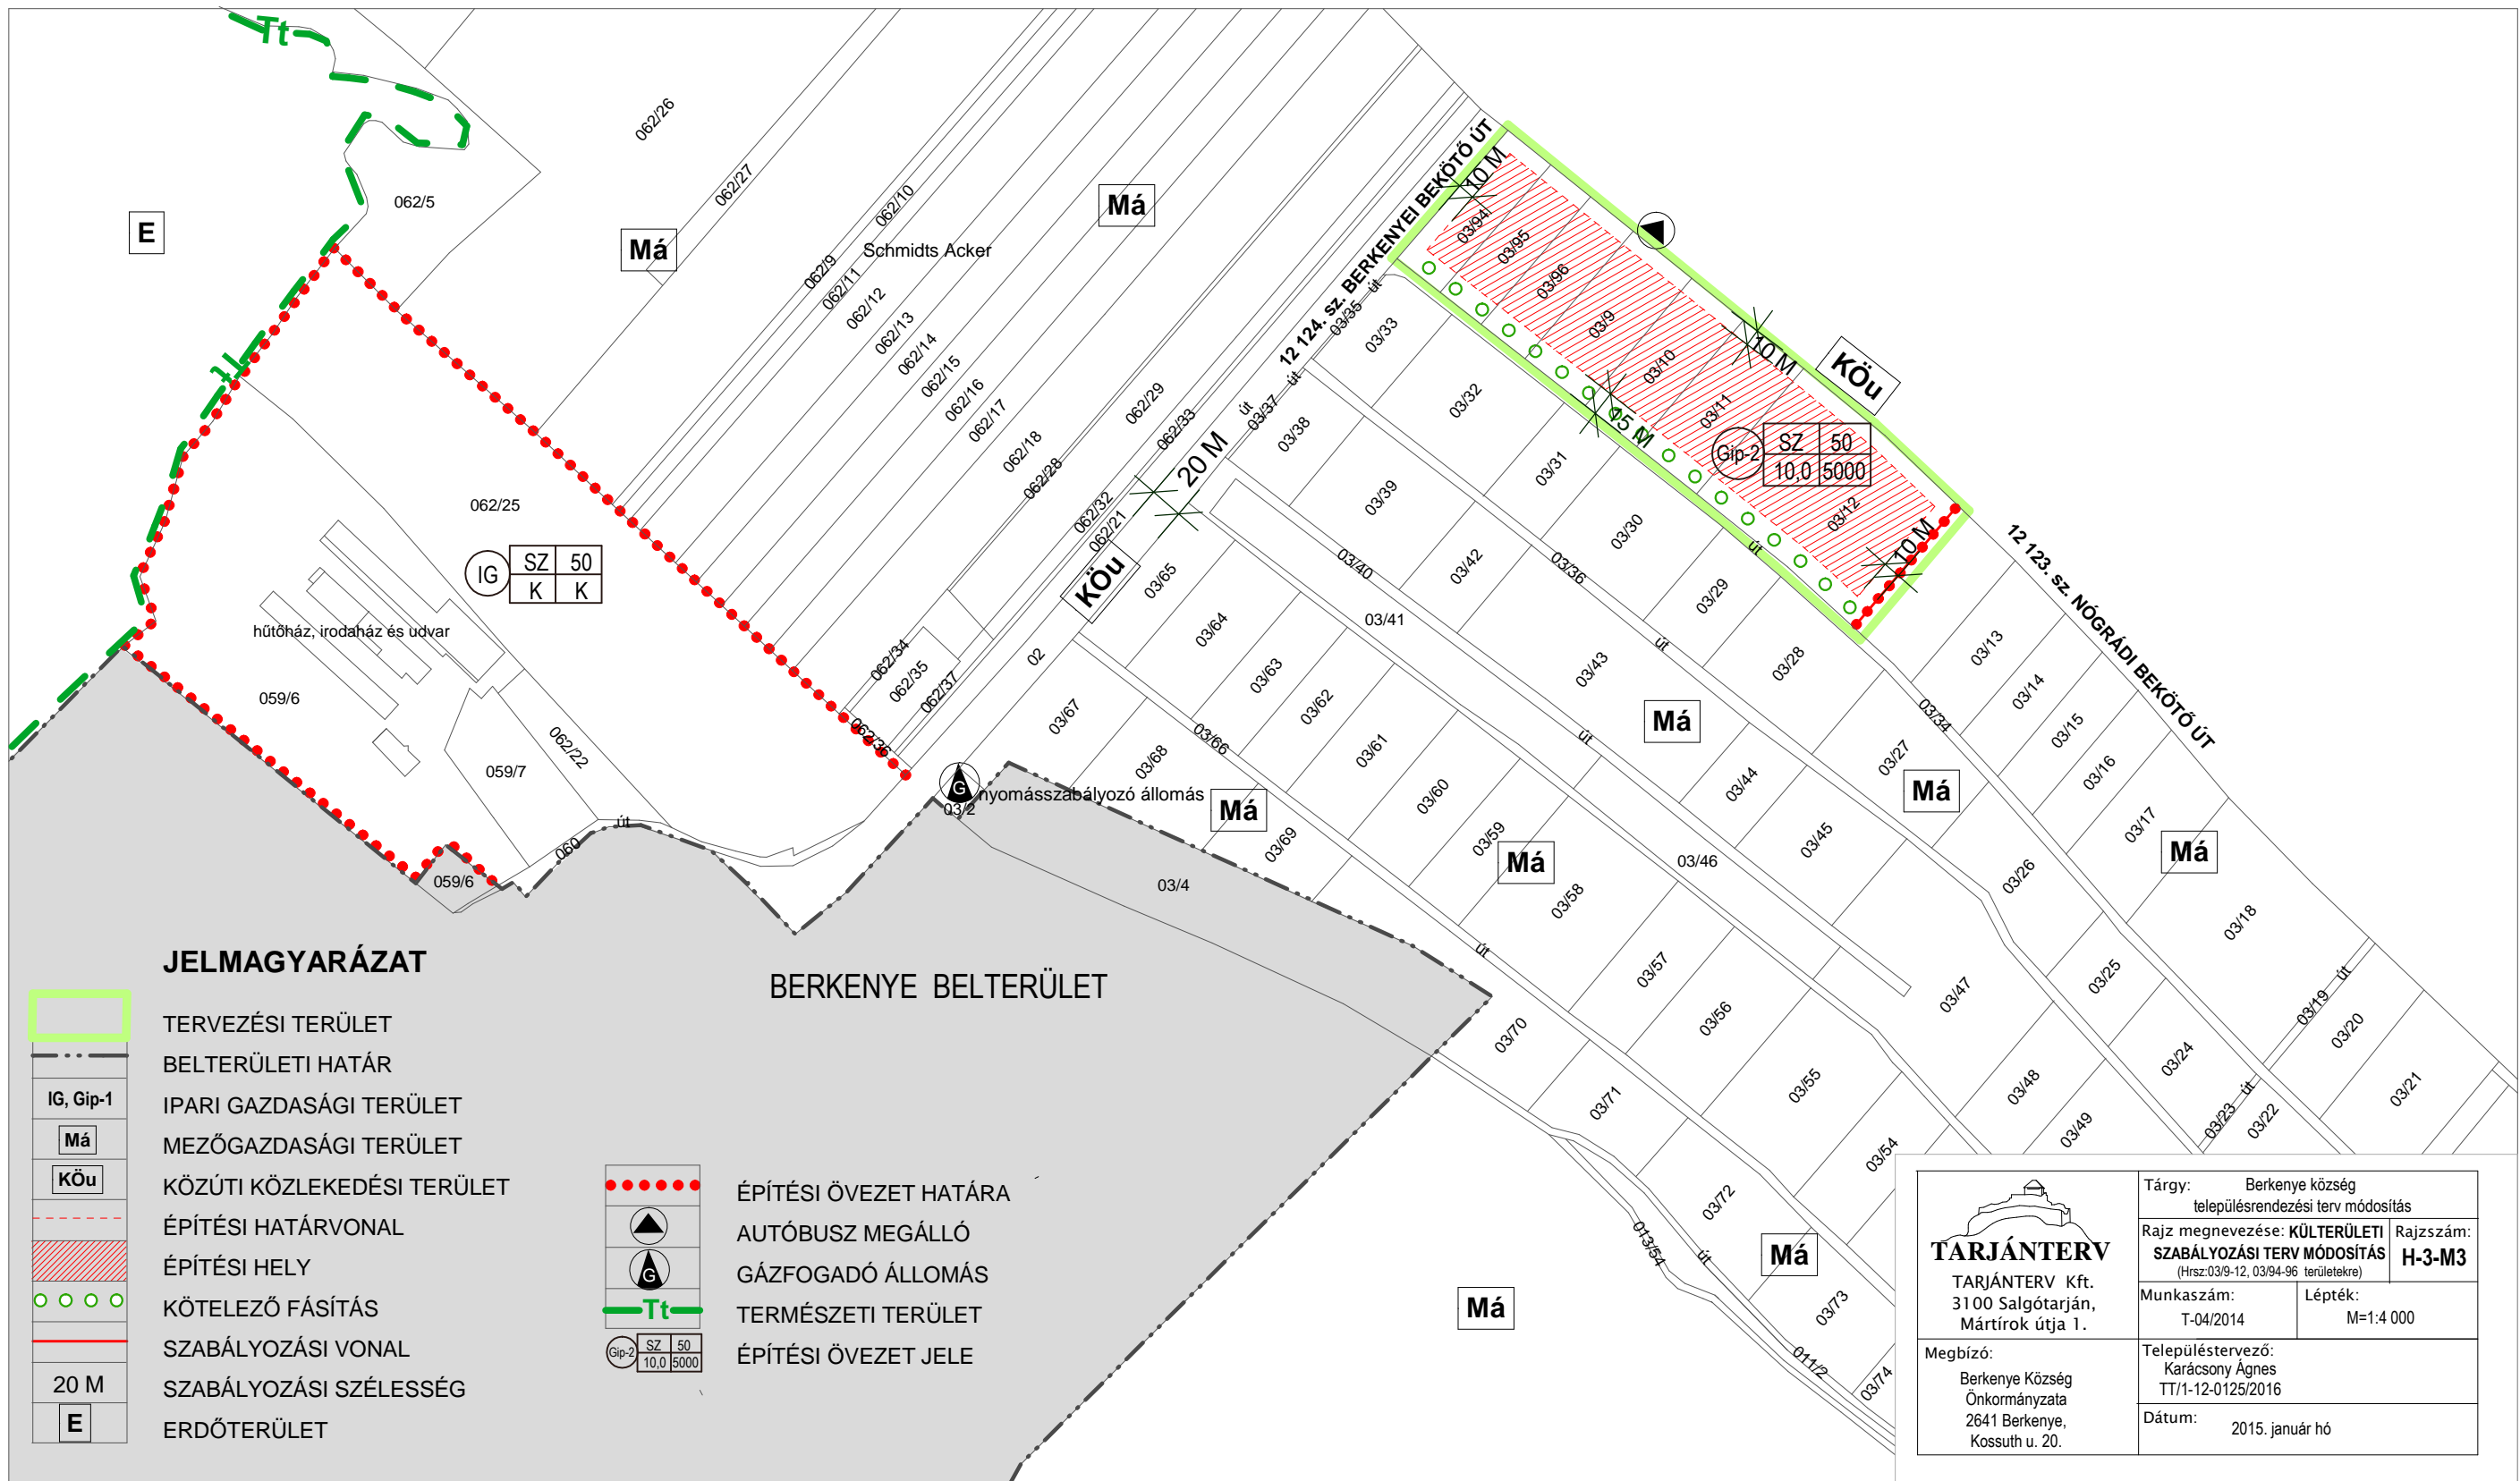 Tt
062/26
062/27
062/5
E
Má
Má
062/10
062/9
Schmidts Acker
062/11
062/12
062/13
062/14
062/15
062/16
062/17
062/18
062/28
062/29
062/33
062/32
062/21
12 124. sz. BERKENYEI BEKÖTŐ ÚT
10 M
03/94
03/95
03/96
03/9
03/10
03/11
03/12
10 M
15 M
10 M
KÖu
Gip-2
SZ 50
10,0 5000
12 123. sz. NÓGRÁDI BEKÖTŐ ÚT
út
03/35
03/33
út
03/37
út
03/38
03/32
03/31
03/30
03/29
03/28
út
20 M
KÖu
03/39
03/40
03/42
03/36
03/41
03/43
út
03/65
03/64
03/63
03/62
03/61
03/60
03/59
03/58
03/57
03/56
03/55
03/54
02
03/67
03/68
03/66
03/69
Má
Má
Má
Má
Má
út
03/44
03/45
03/46
03/47
03/27
03/34
03/13
03/14
03/15
03/16
03/17
03/18
03/26
03/25
03/24
03/48
03/49
03/19
út
03/20
03/21
03/22
út
03/23
Tt
062/25
IG
SZ 50
K K
hűtőház, irodaház és udvar
059/6
059/7
062/22
062/34
062/35
062/37
062/36
G
nyomásszabályozó állomás
03/2
03/4
060
út
059/6
út
03/70
03/71
03/72
03/73
03/74
013/54
út
011/2
Má
Má
BERKENYE BELTERÜLET
JELMAGYARÁZAT
TERVEZÉSI TERÜLET
BELTERÜLETI HATÁR
IG, Gip-1 IPARI GAZDASÁGI TERÜLET
Má MEZŐGAZDASÁGI TERÜLET
KÖu KÖZÚTI KÖZLEKEDÉSI TERÜLET
ÉPÍTÉSI HATÁRVONAL
ÉPÍTÉSI HELY
KÖTELEZŐ FÁSÍTÁS
SZABÁLYOZÁSI VONAL
20 M SZABÁLYOZÁSI SZÉLESSÉG
E ERDŐTERÜLET
ÉPÍTÉSI ÖVEZET HATÁRA
AUTÓBUSZ MEGÁLLÓ
G GÁZFOGADÓ ÁLLOMÁS
Tt TERMÉSZETI TERÜLET
Gip-2 SZ 50 10,0 5000 ÉPÍTÉSI ÖVEZET JELE
TARJÁNTERV
TARJÁNTERV Kft.
3100 Salgótarján,
Mártírok útja 1.
Megbízó:
Berkenye Község
Önkormányzata
2641 Berkenye,
Kossuth u. 20.
Tárgy: Berkenye község
településrendezési terv módosítás
Rajz megnevezése: KÜLTERÜLETI
SZABÁLYOZÁSI TERV MÓDOSÍTÁS
(Hrsz:03/9-12, 03/94-96 területekre)
Rajzszám:
H-3-M3
Munkaszám:
T-04/2014
Lépték:
M=1:4 000
Településtervező:
Karácsony Ágnes
TT/1-12-0125/2016
Dátum: 2015. január hó